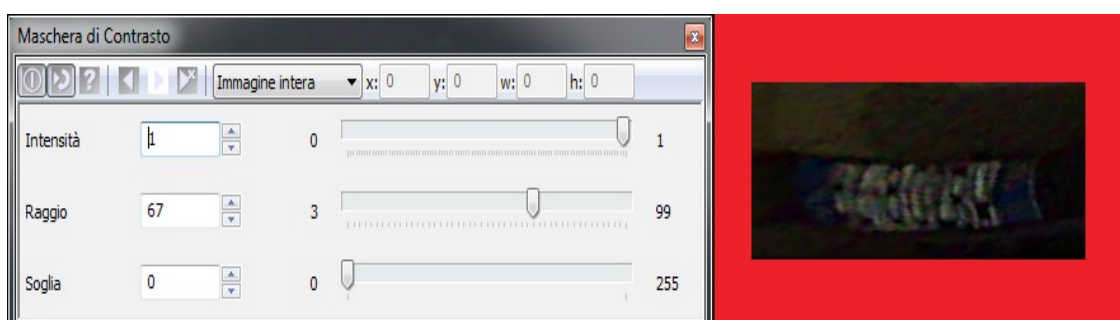 Maschera di Contrasto
Immagine intera x: 0 y: 0 w: 0 h: 0
Intensità 1 0 1
Raggio 67 3 99
Soglia 0 0 255